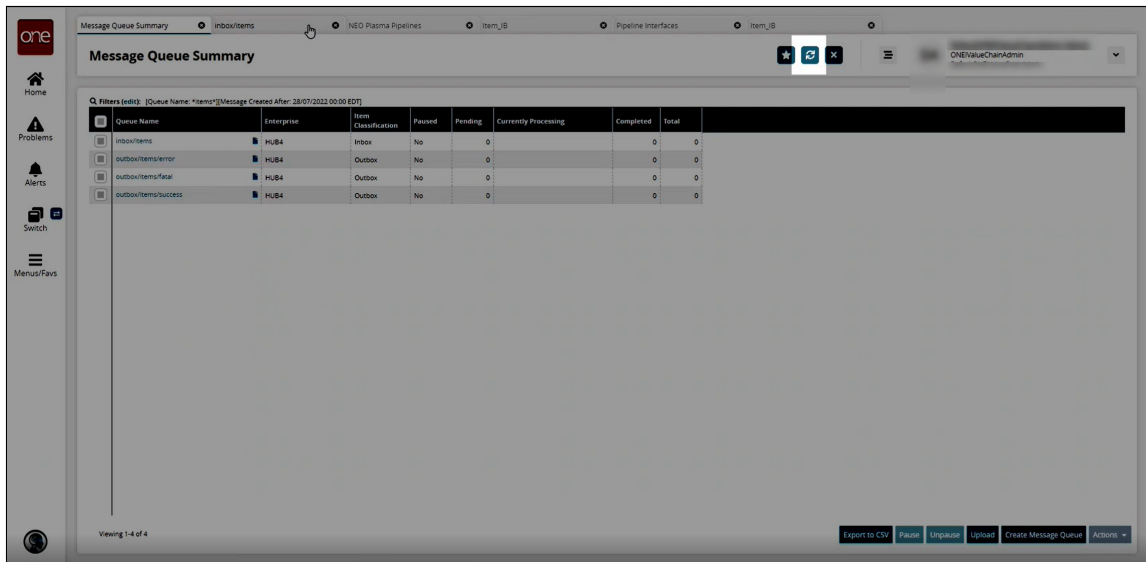 one
Home
Problems
Alerts
Switch
Menus/Favs
Message Queue Summary inbox/items NEO Plasma Pipelines Item_IB Pipeline Interfaces Item_IB
Message Queue Summary
ONEIValueChainAdmin
Filters (edit): [Queue Name: *items*][Message Created After: 28/07/2022 00:00 EDT]
Queue Name Enterprise Item Classification Paused Pending Currently Processing Completed Total
inbox/items HUB4 Inbox No 0 0 0
outbox/items/error HUB4 Outbox No 0 0 0
outbox/items/fatal HUB4 Outbox No 0 0 0
outbox/items/success HUB4 Outbox No 0 0 0
Viewing 1-4 of 4
Export to CSV Pause Unpause Upload Create Message Queue Actions